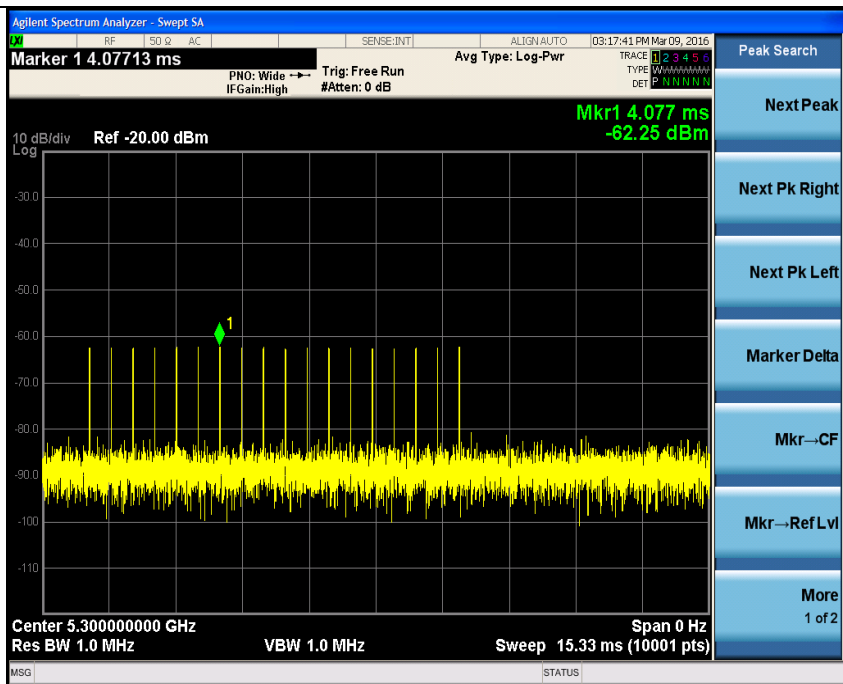 Agilent Spectrum Analyzer - Swept SA
LXI RF 50 Ω AC SENSE:INT ALIGN AUTO 03:17:41 PM Mar 09, 2016
Marker 1 4.07713 ms
PNO: Wide
IFGain:High
Trig: Free Run
#Atten: 0 dB
Avg Type: Log-Pwr
TRACE 1 2 3 4 5 6
TYPE WWWWWW
DET P N N N N N
Peak Search
Mkr1 4.077 ms
-62.25 dBm
10 dB/div Ref -20.00 dBm
Log
-30.0
-40.0
-50.0
-60.0
-70.0
-80.0
-90.0
-100
-110
1
Center 5.300000000 GHz Span 0 Hz
Res BW 1.0 MHz VBW 1.0 MHz Sweep 15.33 ms (10001 pts)
MSG STATUS
Next Peak
Next Pk Right
Next Pk Left
Marker Delta
Mkr→CF
Mkr→Ref Lvl
More
1 of 2